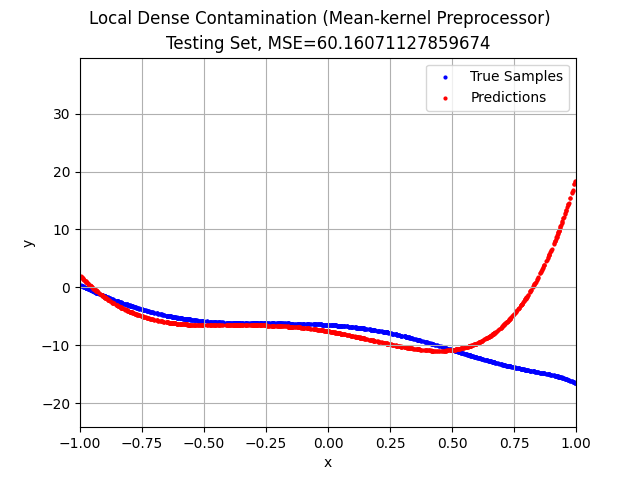 Local Dense Contamination (Mean-kernel Preprocessor)
Testing Set, MSE=60.16071127859674
True Samples
Predictions
30
20
10
0
−10
−20
y
−1.00 −0.75 −0.50 −0.25 0.00 0.25 0.50 0.75 1.00
x